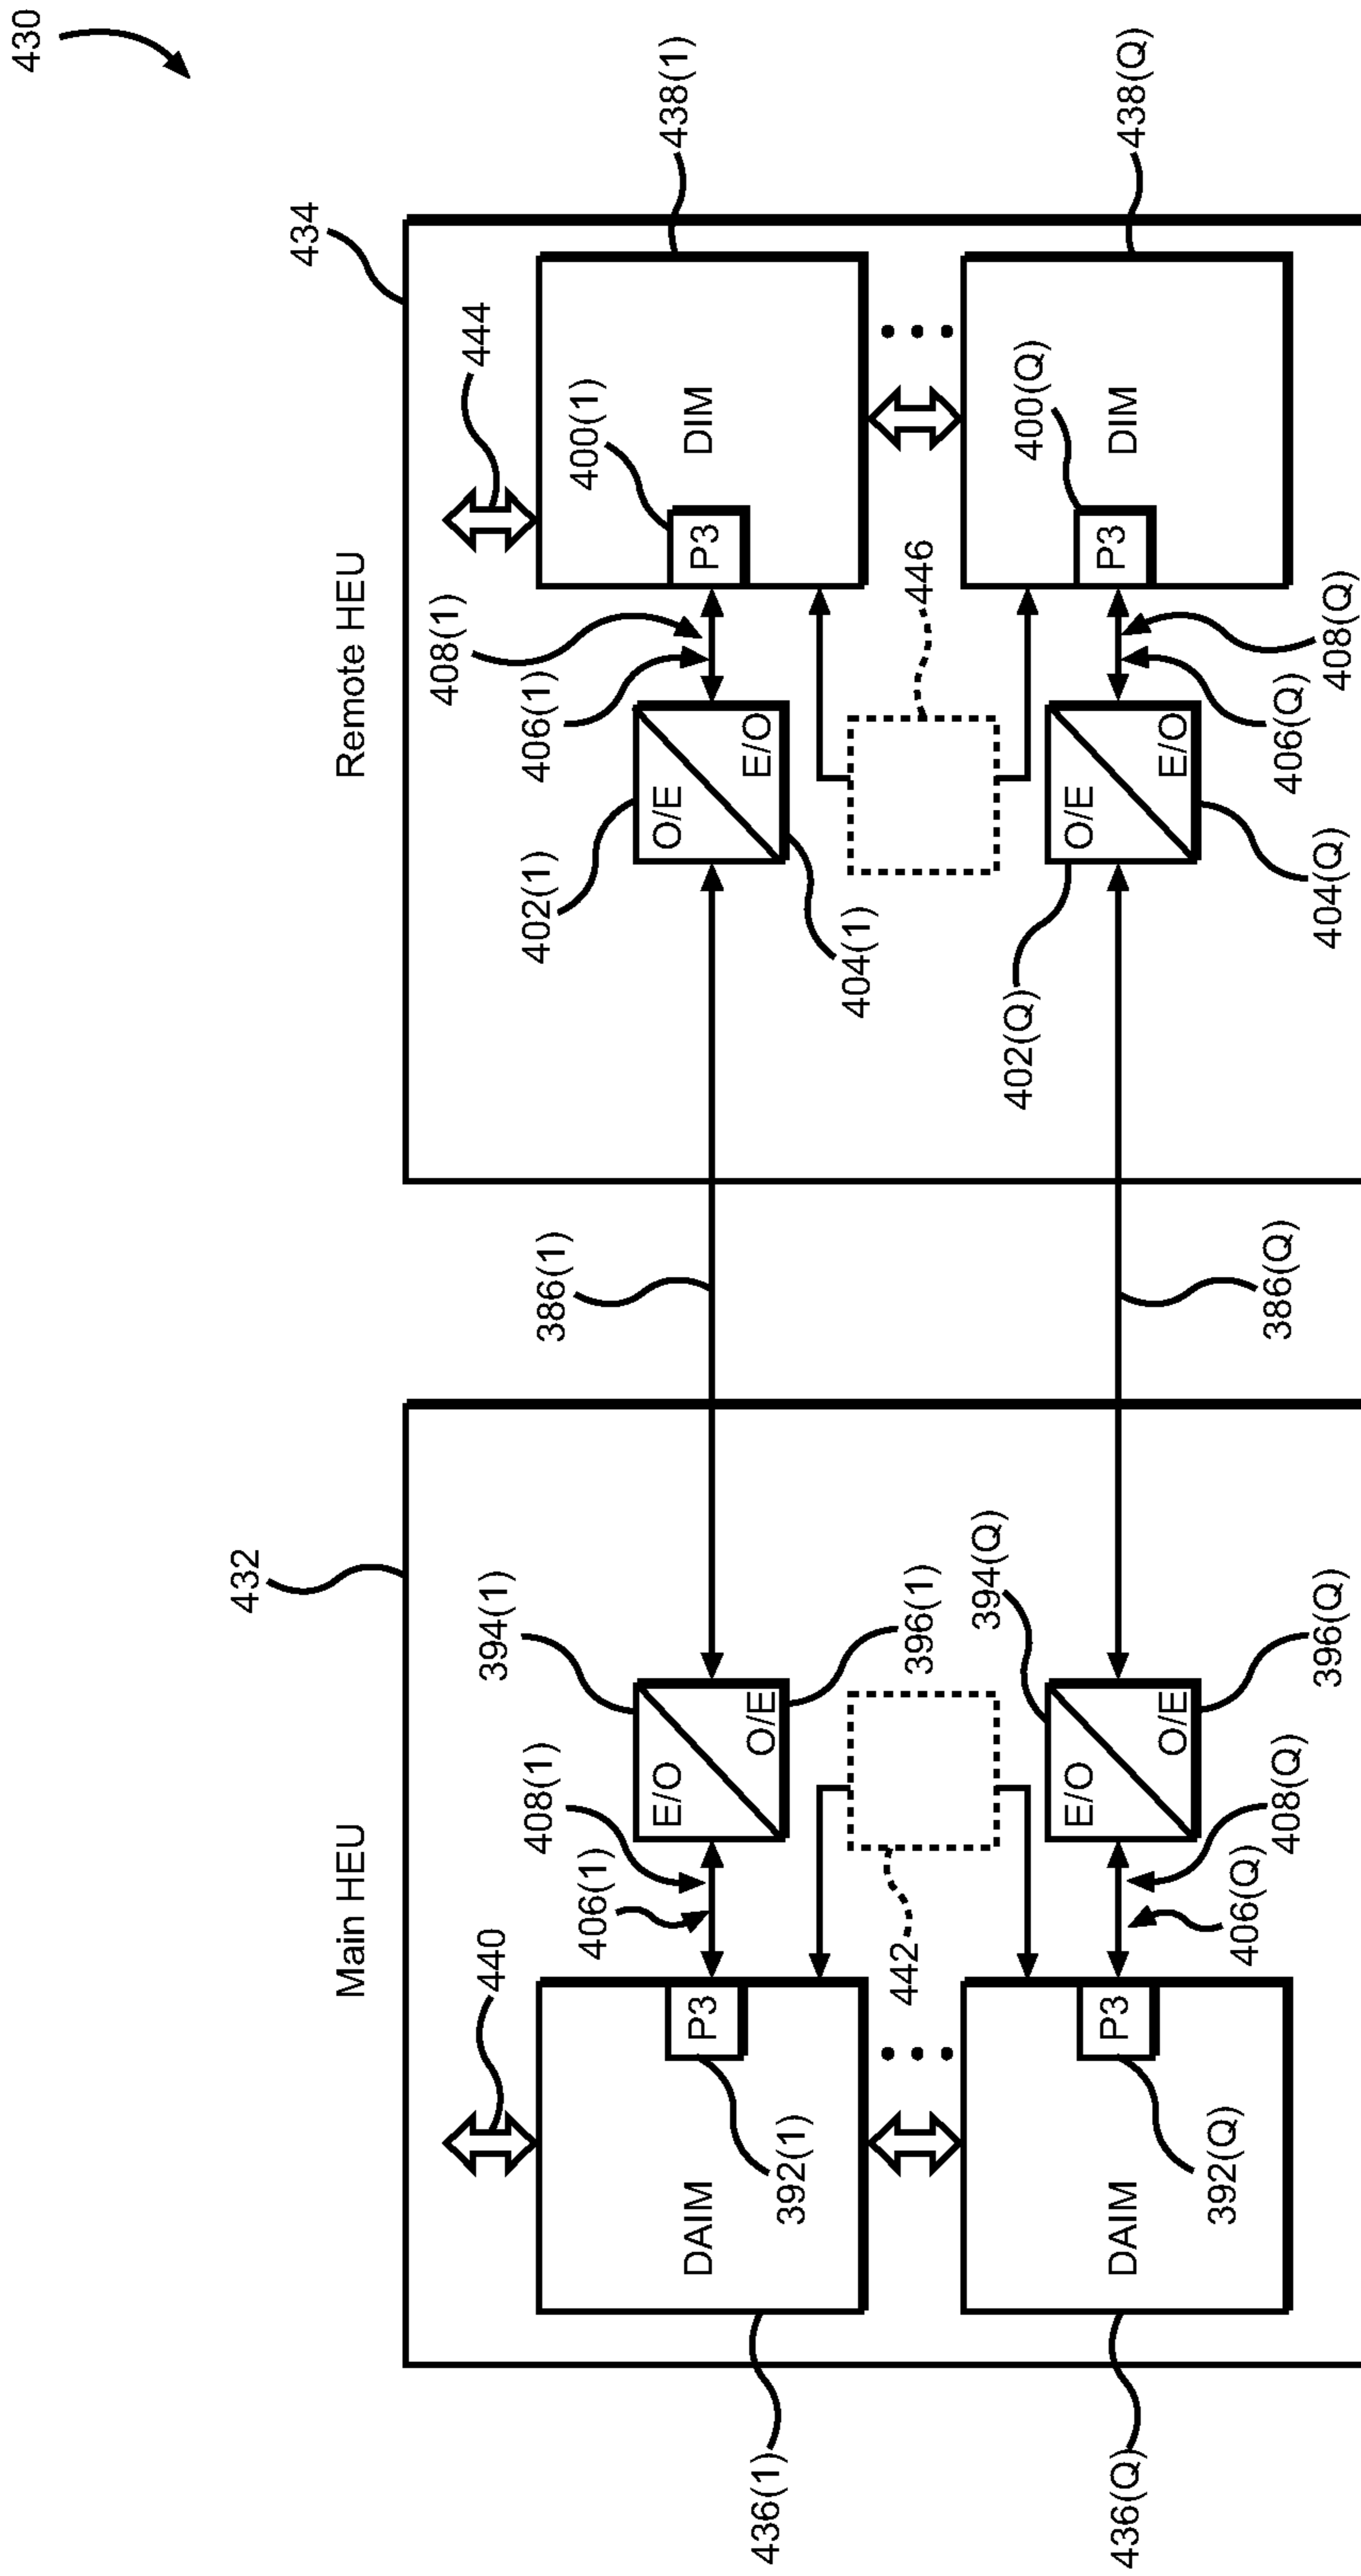 430
432
434
Main HEU
Remote HEU
440
394(1)
408(1)
406(1)
386(1)
402(1)
406(1)
408(1)
444
400(1)
436(1)
DAIM
P3
392(1)
E/O
O/E
396(1)
O/E
E/O
404(1)
P3
DIM
438(1)
442
446
394(Q)
402(Q)
400(Q)
436(Q)
DAIM
P3
392(Q)
E/O
O/E
406(Q)
408(Q)
396(Q)
386(Q)
O/E
E/O
404(Q)
406(Q)
408(Q)
P3
DIM
438(Q)